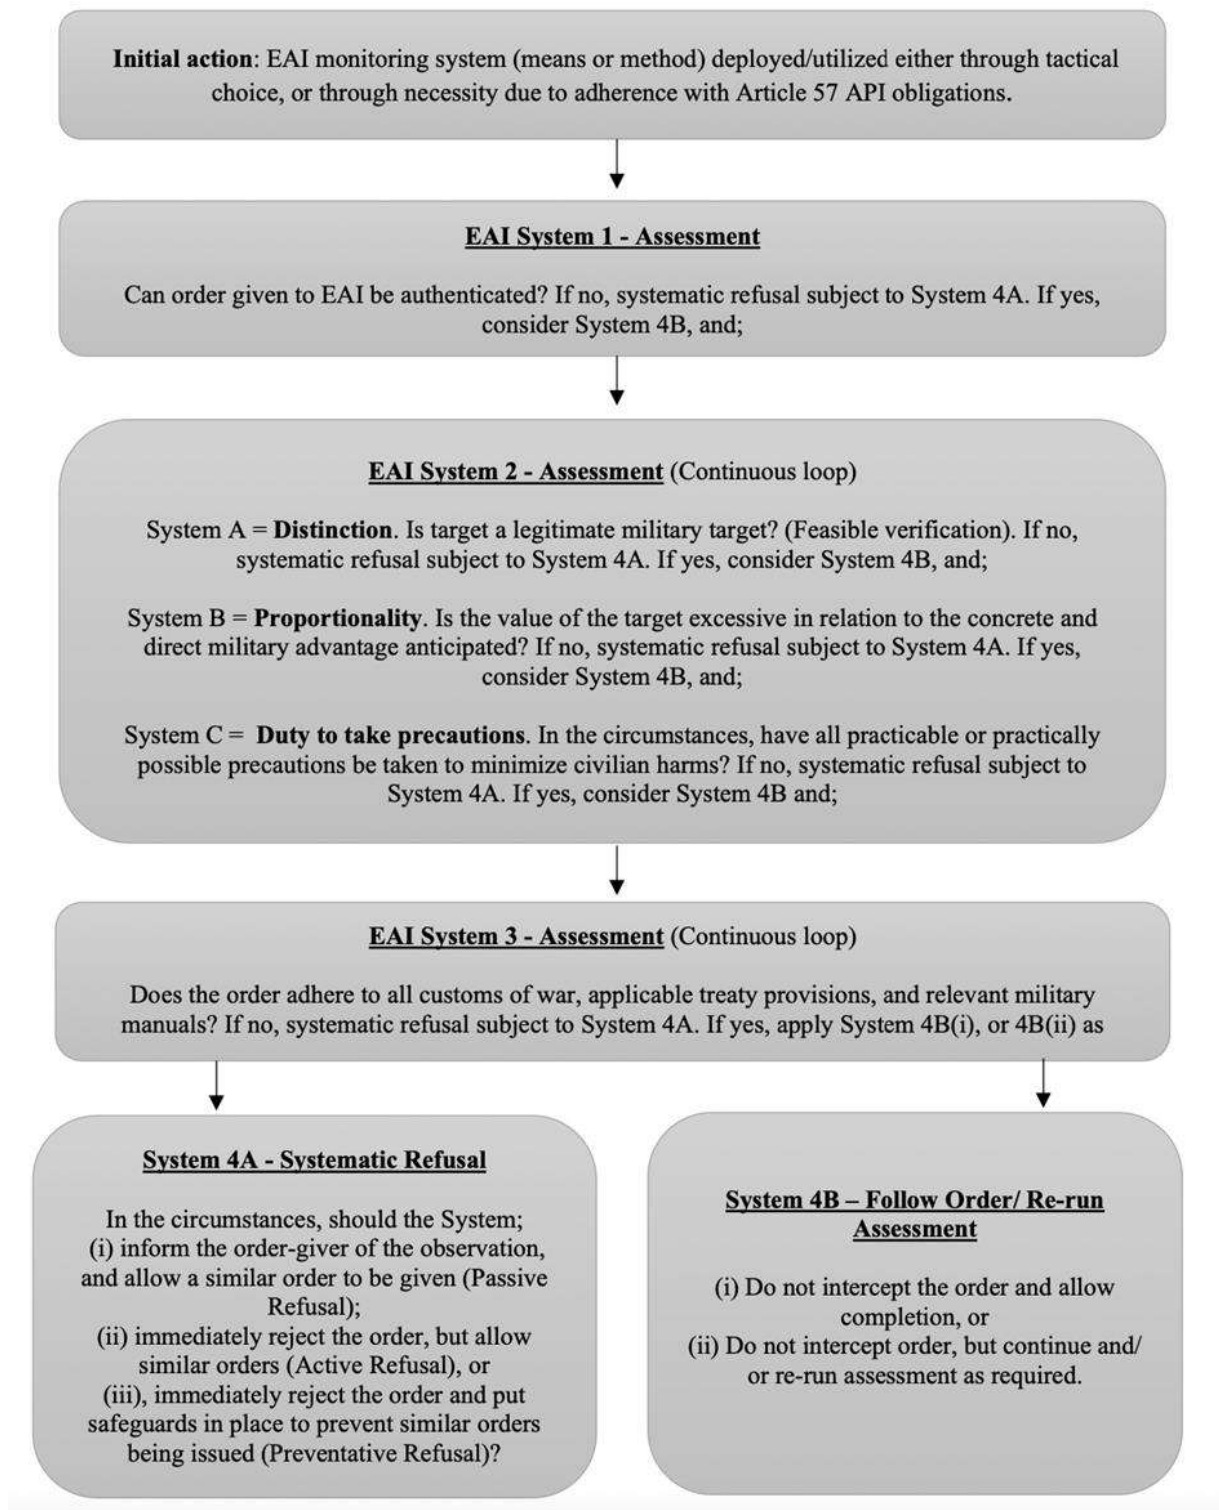 Initial action: EAI monitoring system (means or method) deployed/utilized either through tactical
choice, or through necessity due to adherence with Article 57 API obligations.
EAI System 1 - Assessment
Can order given to EAI be authenticated? If no, systematic refusal subject to System 4A. If yes,
consider System 4B, and;
EAI System 2 - Assessment (Continuous loop)
System A = Distinction. Is target a legitimate military target? (Feasible verification). If no,
systematic refusal subject to System 4A. If yes, consider System 4B, and;
System B = Proportionality. Is the value of the target excessive in relation to the concrete and
direct military advantage anticipated? If no, systematic refusal subject to System 4A. If yes,
consider System 4B, and;
System C = Duty to take precautions. In the circumstances, have all practicable or practically
possible precautions be taken to minimize civilian harms? If no, systematic refusal subject to
System 4A. If yes, consider System 4B and;
EAI System 3 - Assessment (Continuous loop)
Does the order adhere to all customs of war, applicable treaty provisions, and relevant military
manuals? If no, systematic refusal subject to System 4A. If yes, apply System 4B(i), or 4B(ii) as
System 4A - Systematic Refusal
In the circumstances, should the System;
(i) inform the order-giver of the observation,
and allow a similar order to be given (Passive
Refusal);
(ii) immediately reject the order, but allow
similar orders (Active Refusal), or
(iii), immediately reject the order and put
safeguards in place to prevent similar orders
being issued (Preventative Refusal)?
System 4B – Follow Order/ Re-run
Assessment
(i) Do not intercept the order and allow
completion, or
(ii) Do not intercept order, but continue and/
or re-run assessment as required.